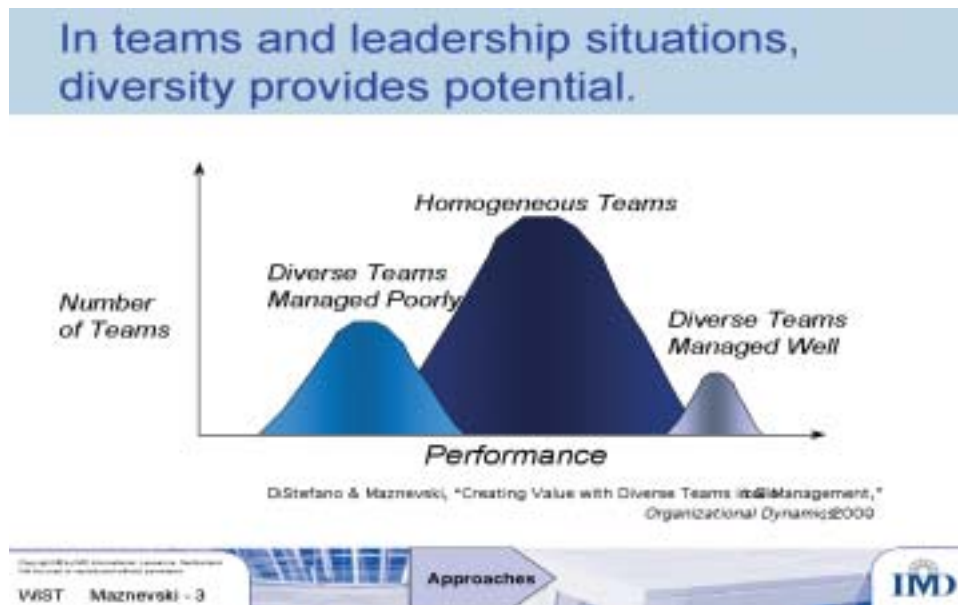 In teams and leadership situations,
diversity provides potential.
Homogeneous Teams
Diverse Teams
Managed Poorly
Number
of Teams
Diverse Teams
Managed Well
Performance
DiStefano & Maznevski, "Creating Value with Diverse Teams in Management,"
Organizational Dynamics
Approaches
WIST Maznevski - 3
IMD